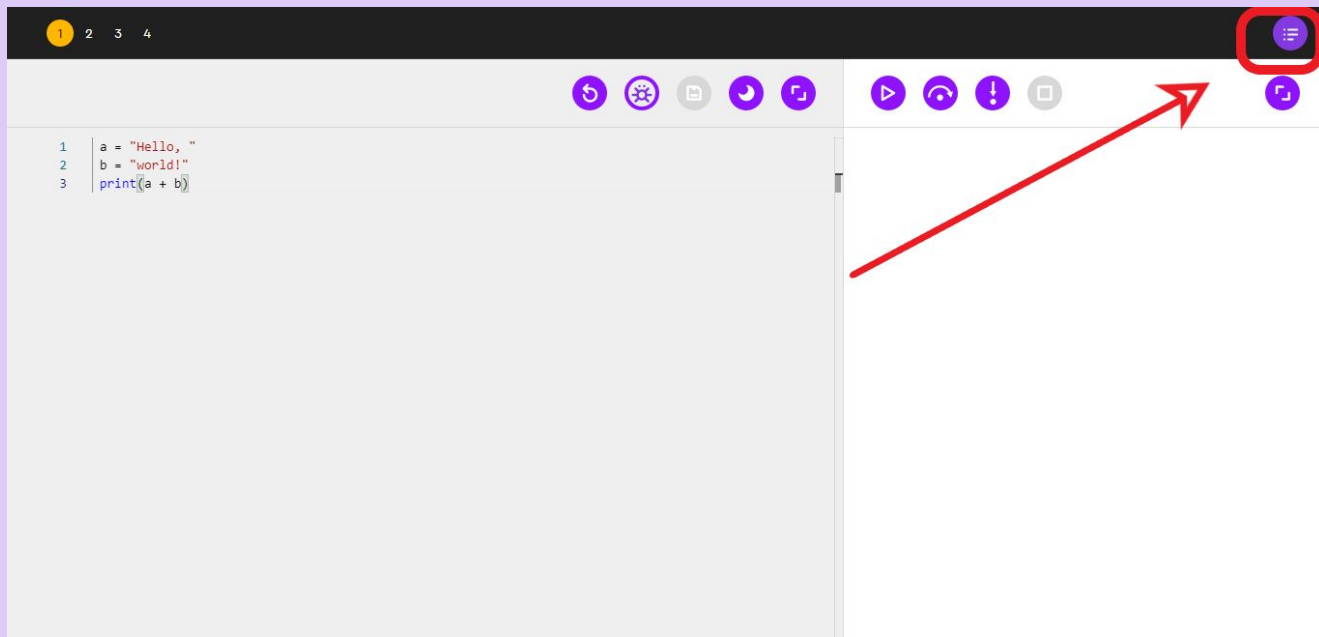 1 2 3 4
1 a = "Hello, "
2 b = "world!"
3 print(a + b)